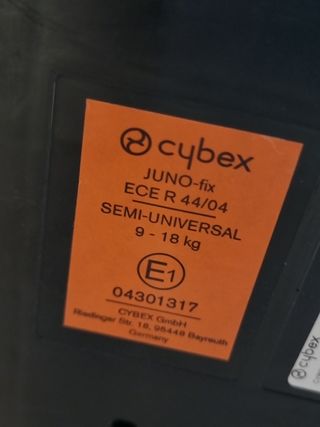 cybex
JUNO-fix
ECE R 44/04
SEMI-UNIVERSAL
9 - 18 kg
E1
04301317
CYBEX GmbH
Riedinger Str. 18, 95448 Bayreuth
Germany
cybex